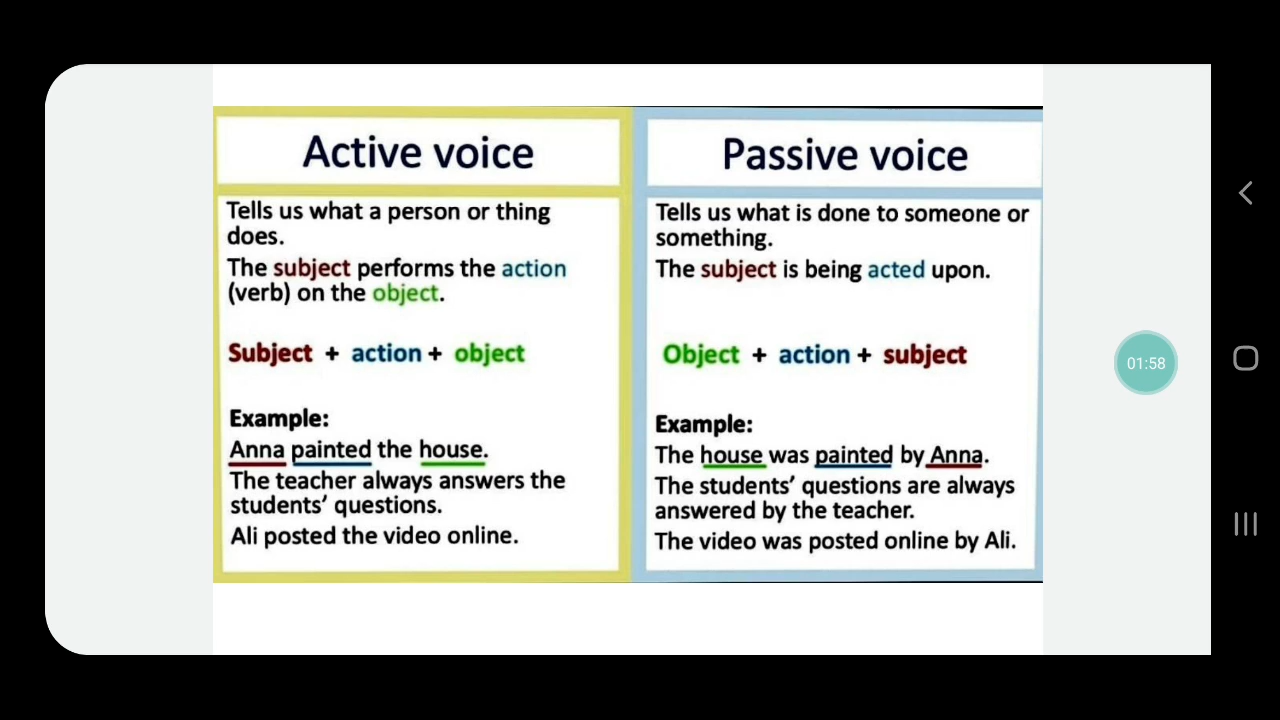 Active voice
Tells us what a person or thing
does.
The subject performs the action
(verb) on the object.
Subject + action + object
Example:
Anna painted the house.
The teacher always answers the
students’ questions.
Ali posted the video online.
Passive voice
Tells us what is done to someone or
something.
The subject is being acted upon.
Object + action + subject
Example:
The house was painted by Anna.
The students’ questions are always
answered by the teacher.
The video was posted online by Ali.
01:58